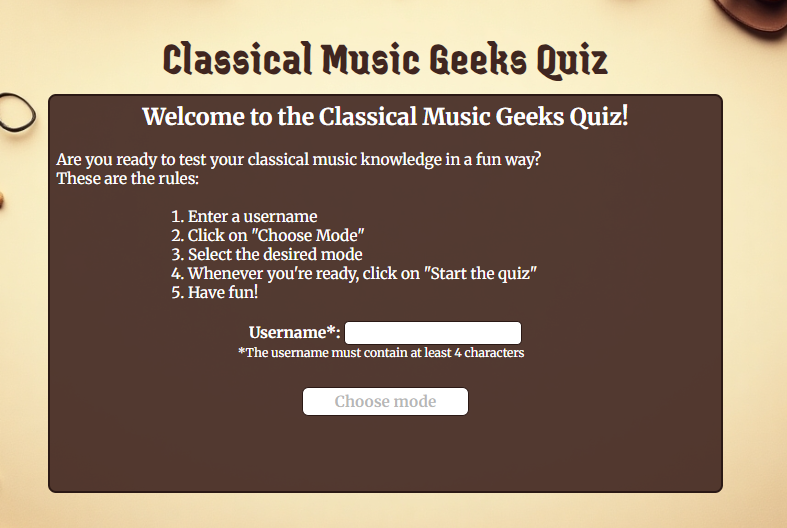 Classical Music Geeks Quiz
Welcome to the Classical Music Geeks Quiz!
Are you ready to test your classical music knowledge in a fun way?
These are the rules:
1. Enter a username
2. Click on "Choose Mode"
3. Select the desired mode
4. Whenever you're ready, click on "Start the quiz"
5. Have fun!
Username*:
*The username must contain at least 4 characters
Choose mode